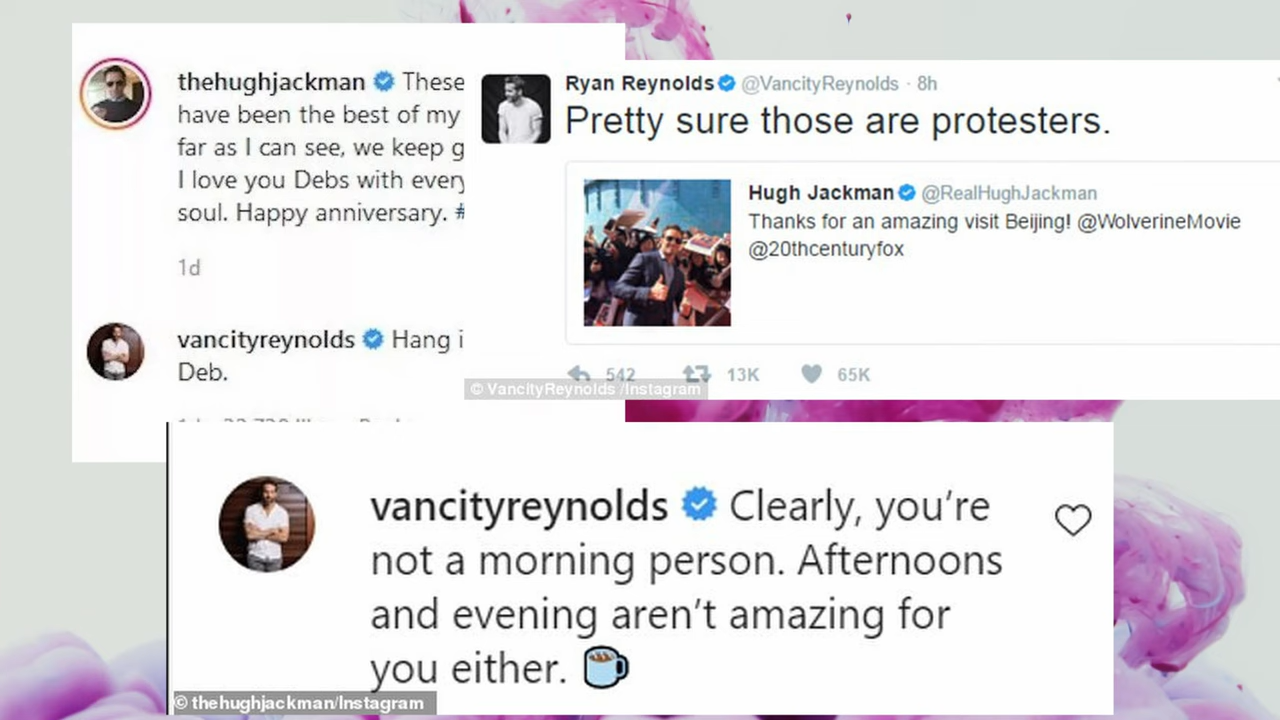 thehughjackman These
have been the best of my
far as I can see, we keep g
I love you Debs with every
soul. Happy anniversary. #
1d
vancityreynolds Hang i
Deb.
Ryan Reynolds @VancityReynolds · 8h
Pretty sure those are protesters.
Hugh Jackman @RealHughJackman
Thanks for an amazing visit Beijing! @WolverineMovie
@20thcenturyfox
542 13K 65K
© VancityReynolds /Instagram
vancityreynolds Clearly, you’re
not a morning person. Afternoons
and evening aren’t amazing for
you either.
© thehughjackman/Instagram